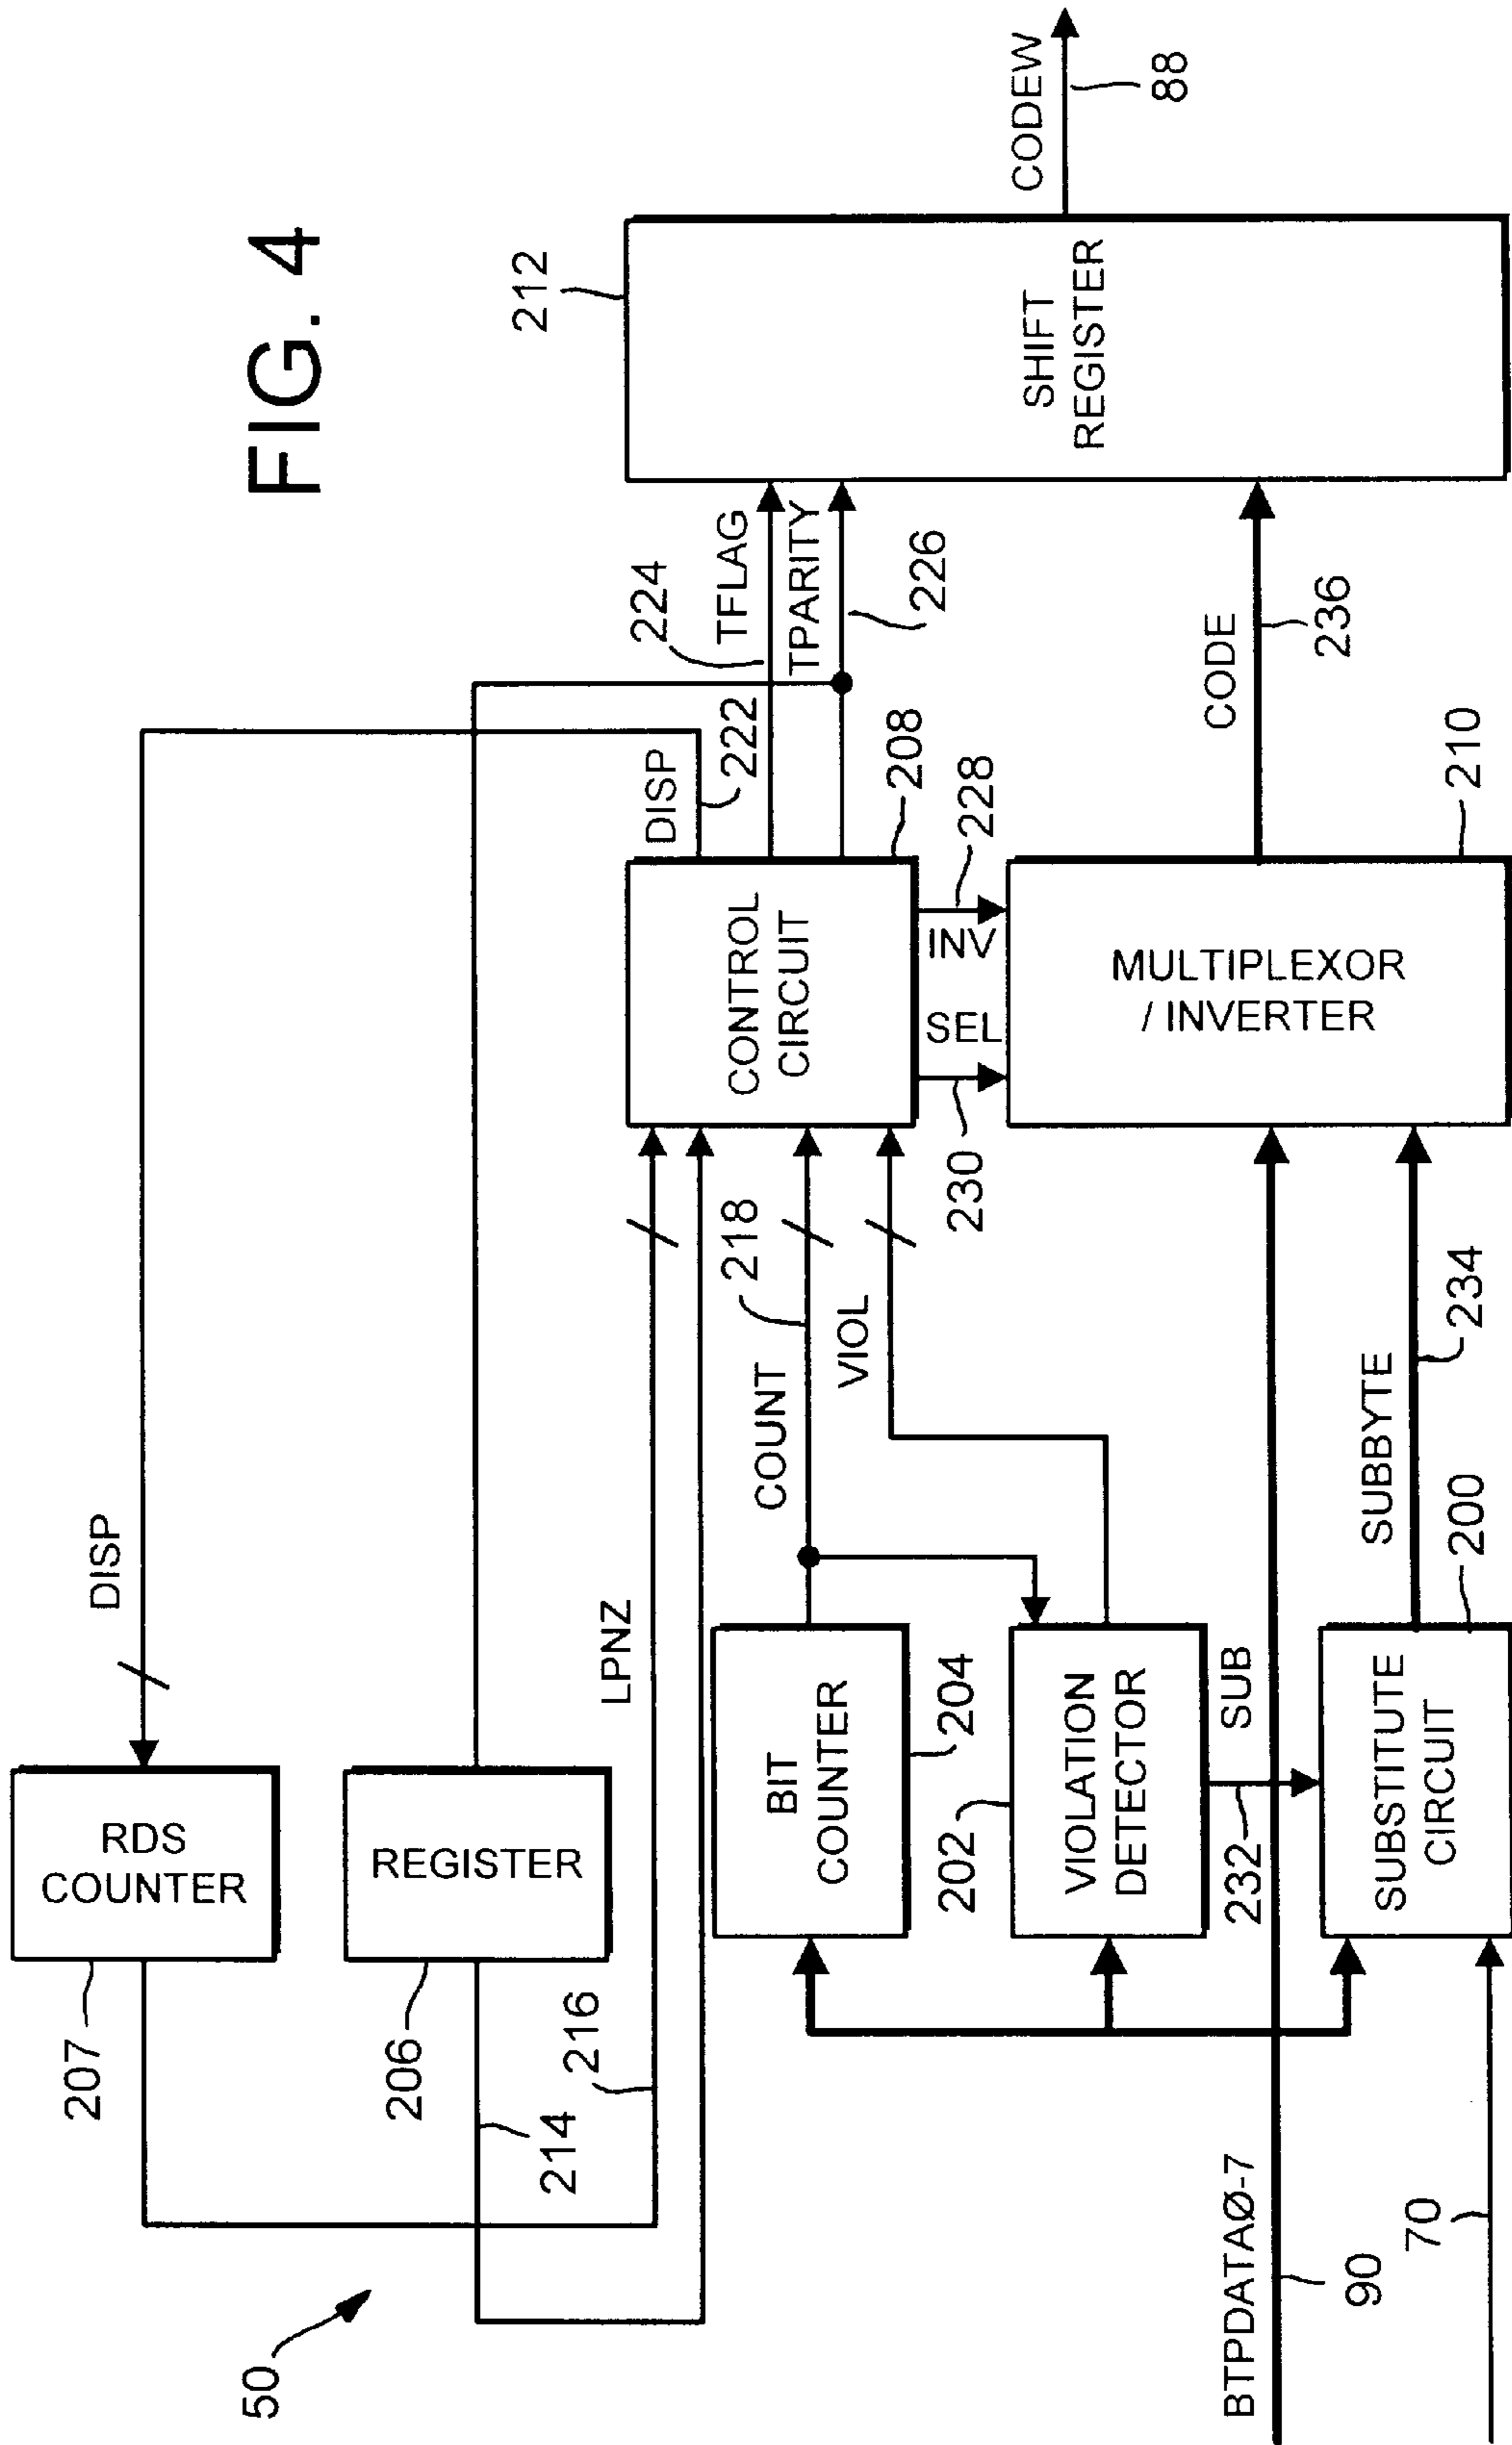 FIG. 4
50
DISP
RDS
COUNTER
207
REGISTER
206
214
216
LPNZ
DISP
222
224
TFLAG
TPARITY
226
212
SHIFT
REGISTER
CODEW
88
CONTROL
CIRCUIT
208
COUNT
218
VIOL
BIT
COUNTER
204
VIOLATION
DETECTOR
202
SUB
232
230
SEL
INV
228
MULTIPLEXOR
/ INVERTER
210
CODE
236
BTPDATAØ-7
90
70
SUBSTITUTE
CIRCUIT
200
SUBBYTE
234